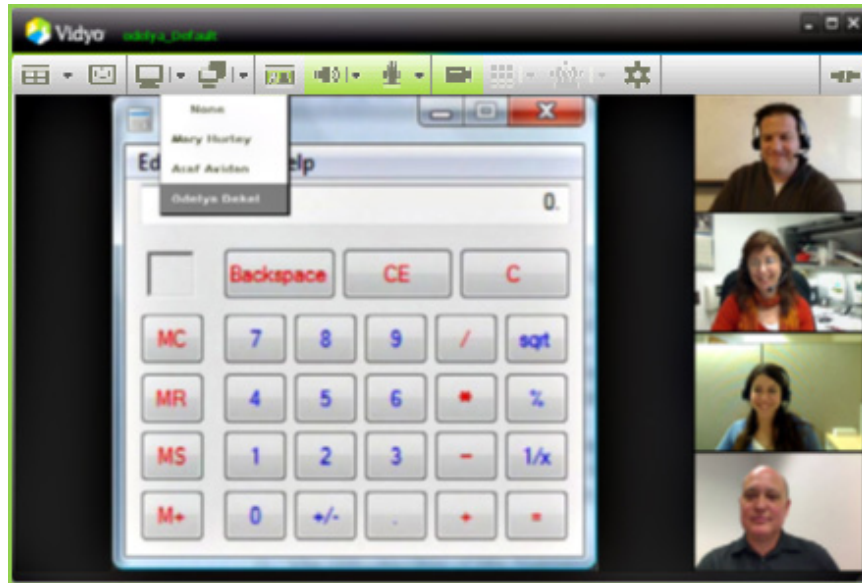 Vidyo odelya_Default
None
Mary Hurley
Asaf Avidan
Odelya Dekel
Ed
elp
0.
Backspace CE C
MC 7 8 9 / sqrt
MR 4 5 6 * %
MS 1 2 3 - 1/x
M+ 0 +/- . + =